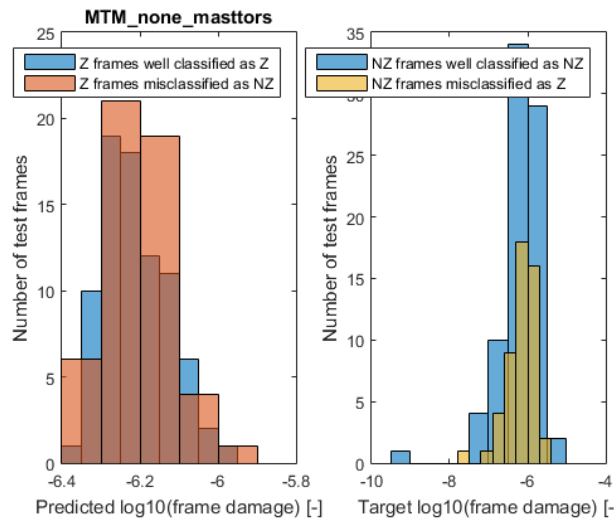 MTM_none_masttors
25
20
15
10
5
0
Number of test frames
Z frames well classified as Z
Z frames misclassified as NZ
-6.4
-6.2
-6
-5.8
Predicted log10(frame damage) [-]
35
30
25
20
15
10
5
0
Number of test frames
NZ frames well classified as NZ
NZ frames misclassified as Z
-10
-8
-6
-4
Target log10(frame damage) [-